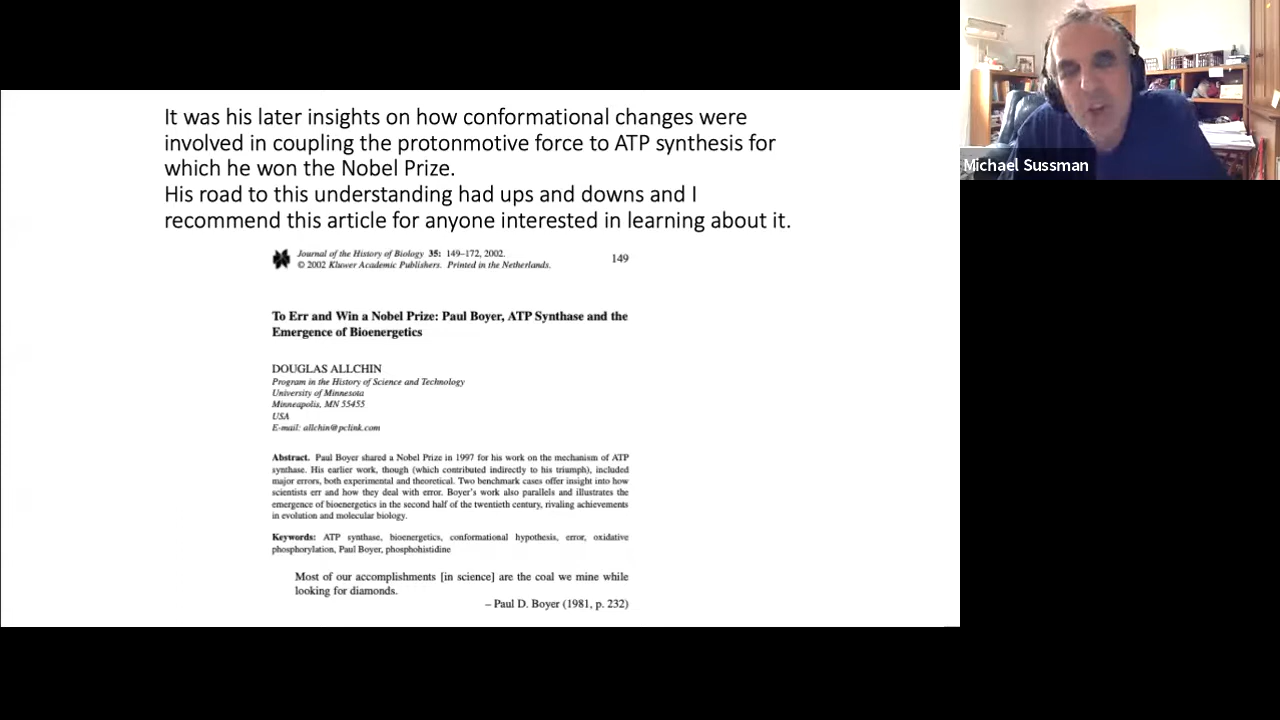 It was his later insights on how conformational changes were
involved in coupling the protonmotive force to ATP synthesis for
which he won the Nobel Prize.
His road to this understanding had ups and downs and I
recommend this article for anyone interested in learning about it.
Journal of the History of Biology 35: 149–172, 2002.
© 2002 Kluwer Academic Publishers. Printed in the Netherlands.
149
To Err and Win a Nobel Prize: Paul Boyer, ATP Synthase and the
Emergence of Bioenergetics
DOUGLAS ALLCHIN
Program in the History of Science and Technology
University of Minnesota
Minneapolis, MN 55455
USA
E-mail: allchin@pclink.com
Abstract. Paul Boyer shared a Nobel Prize in 1997 for his work on the mechanism of ATP
synthase. His earlier work, though (which contributed indirectly to his triumph), included
major errors, both experimental and theoretical. Two benchmark cases offer insight into how
scientists err and how they deal with error. Boyer's work also parallels and illustrates the
emergence of bioenergetics in the second half of the twentieth century, rivaling achievements
in evolution and molecular biology.
Keywords: ATP synthase, bioenergetics, conformational hypothesis, error, oxidative
phosphorylation, Paul Boyer, phosphohistidine
Most of our accomplishments [in science] are the coal we mine while
looking for diamonds.
– Paul D. Boyer (1981, p. 232)
Michael Sussman